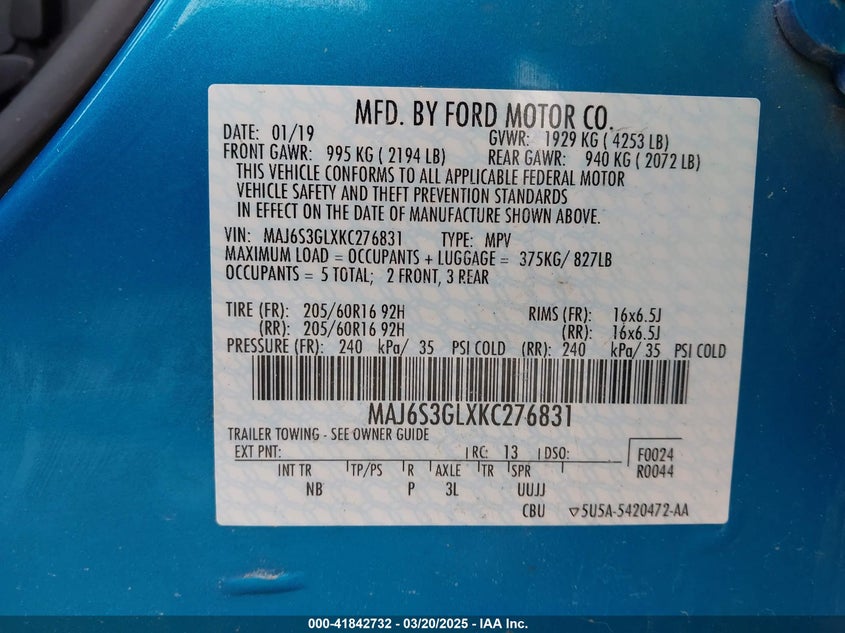 MFD. BY FORD MOTOR CO.
DATE: 01/19 GVWR: 1929 KG ( 4253 LB)
FRONT GAWR: 995 KG ( 2194 LB) REAR GAWR: 940 KG ( 2072 LB)
THIS VEHICLE CONFORMS TO ALL APPLICABLE FEDERAL MOTOR
VEHICLE SAFETY AND THEFT PREVENTION STANDARDS
IN EFFECT ON THE DATE OF MANUFACTURE SHOWN ABOVE.
VIN: MAJ6S3GLXKC276831 TYPE: MPV
MAXIMUM LOAD = OCCUPANTS + LUGGAGE = 375KG/ 827LB
OCCUPANTS = 5 TOTAL; 2 FRONT, 3 REAR
TIRE (FR): 205/60R16 92H RIMS (FR): 16x6.5J
(RR): 205/60R16 92H (RR): 16x6.5J
PRESSURE (FR): 240 kPa/ 35 PSI COLD (RR): 240 kPa/ 35 PSI COLD
MAJ6S3GLXKC276831
TRAILER TOWING - SEE OWNER GUIDE
EXT PNT: RC: 13 DSO: F0024
INT TR TP/PS R AXLE TR SPR R0044
NB P 3L UUJJ
CBU ▽5U5A-5420472-AA
000-41842732 - 03/20/2025 - IAA Inc.